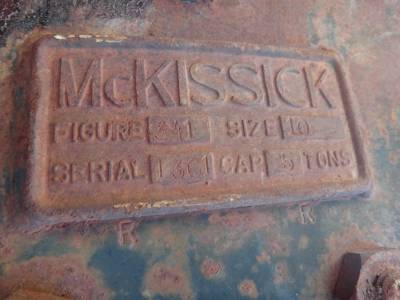 McKISSICK
FIGURE SIZE 10
SERIAL CAP. 5 TONS
R R